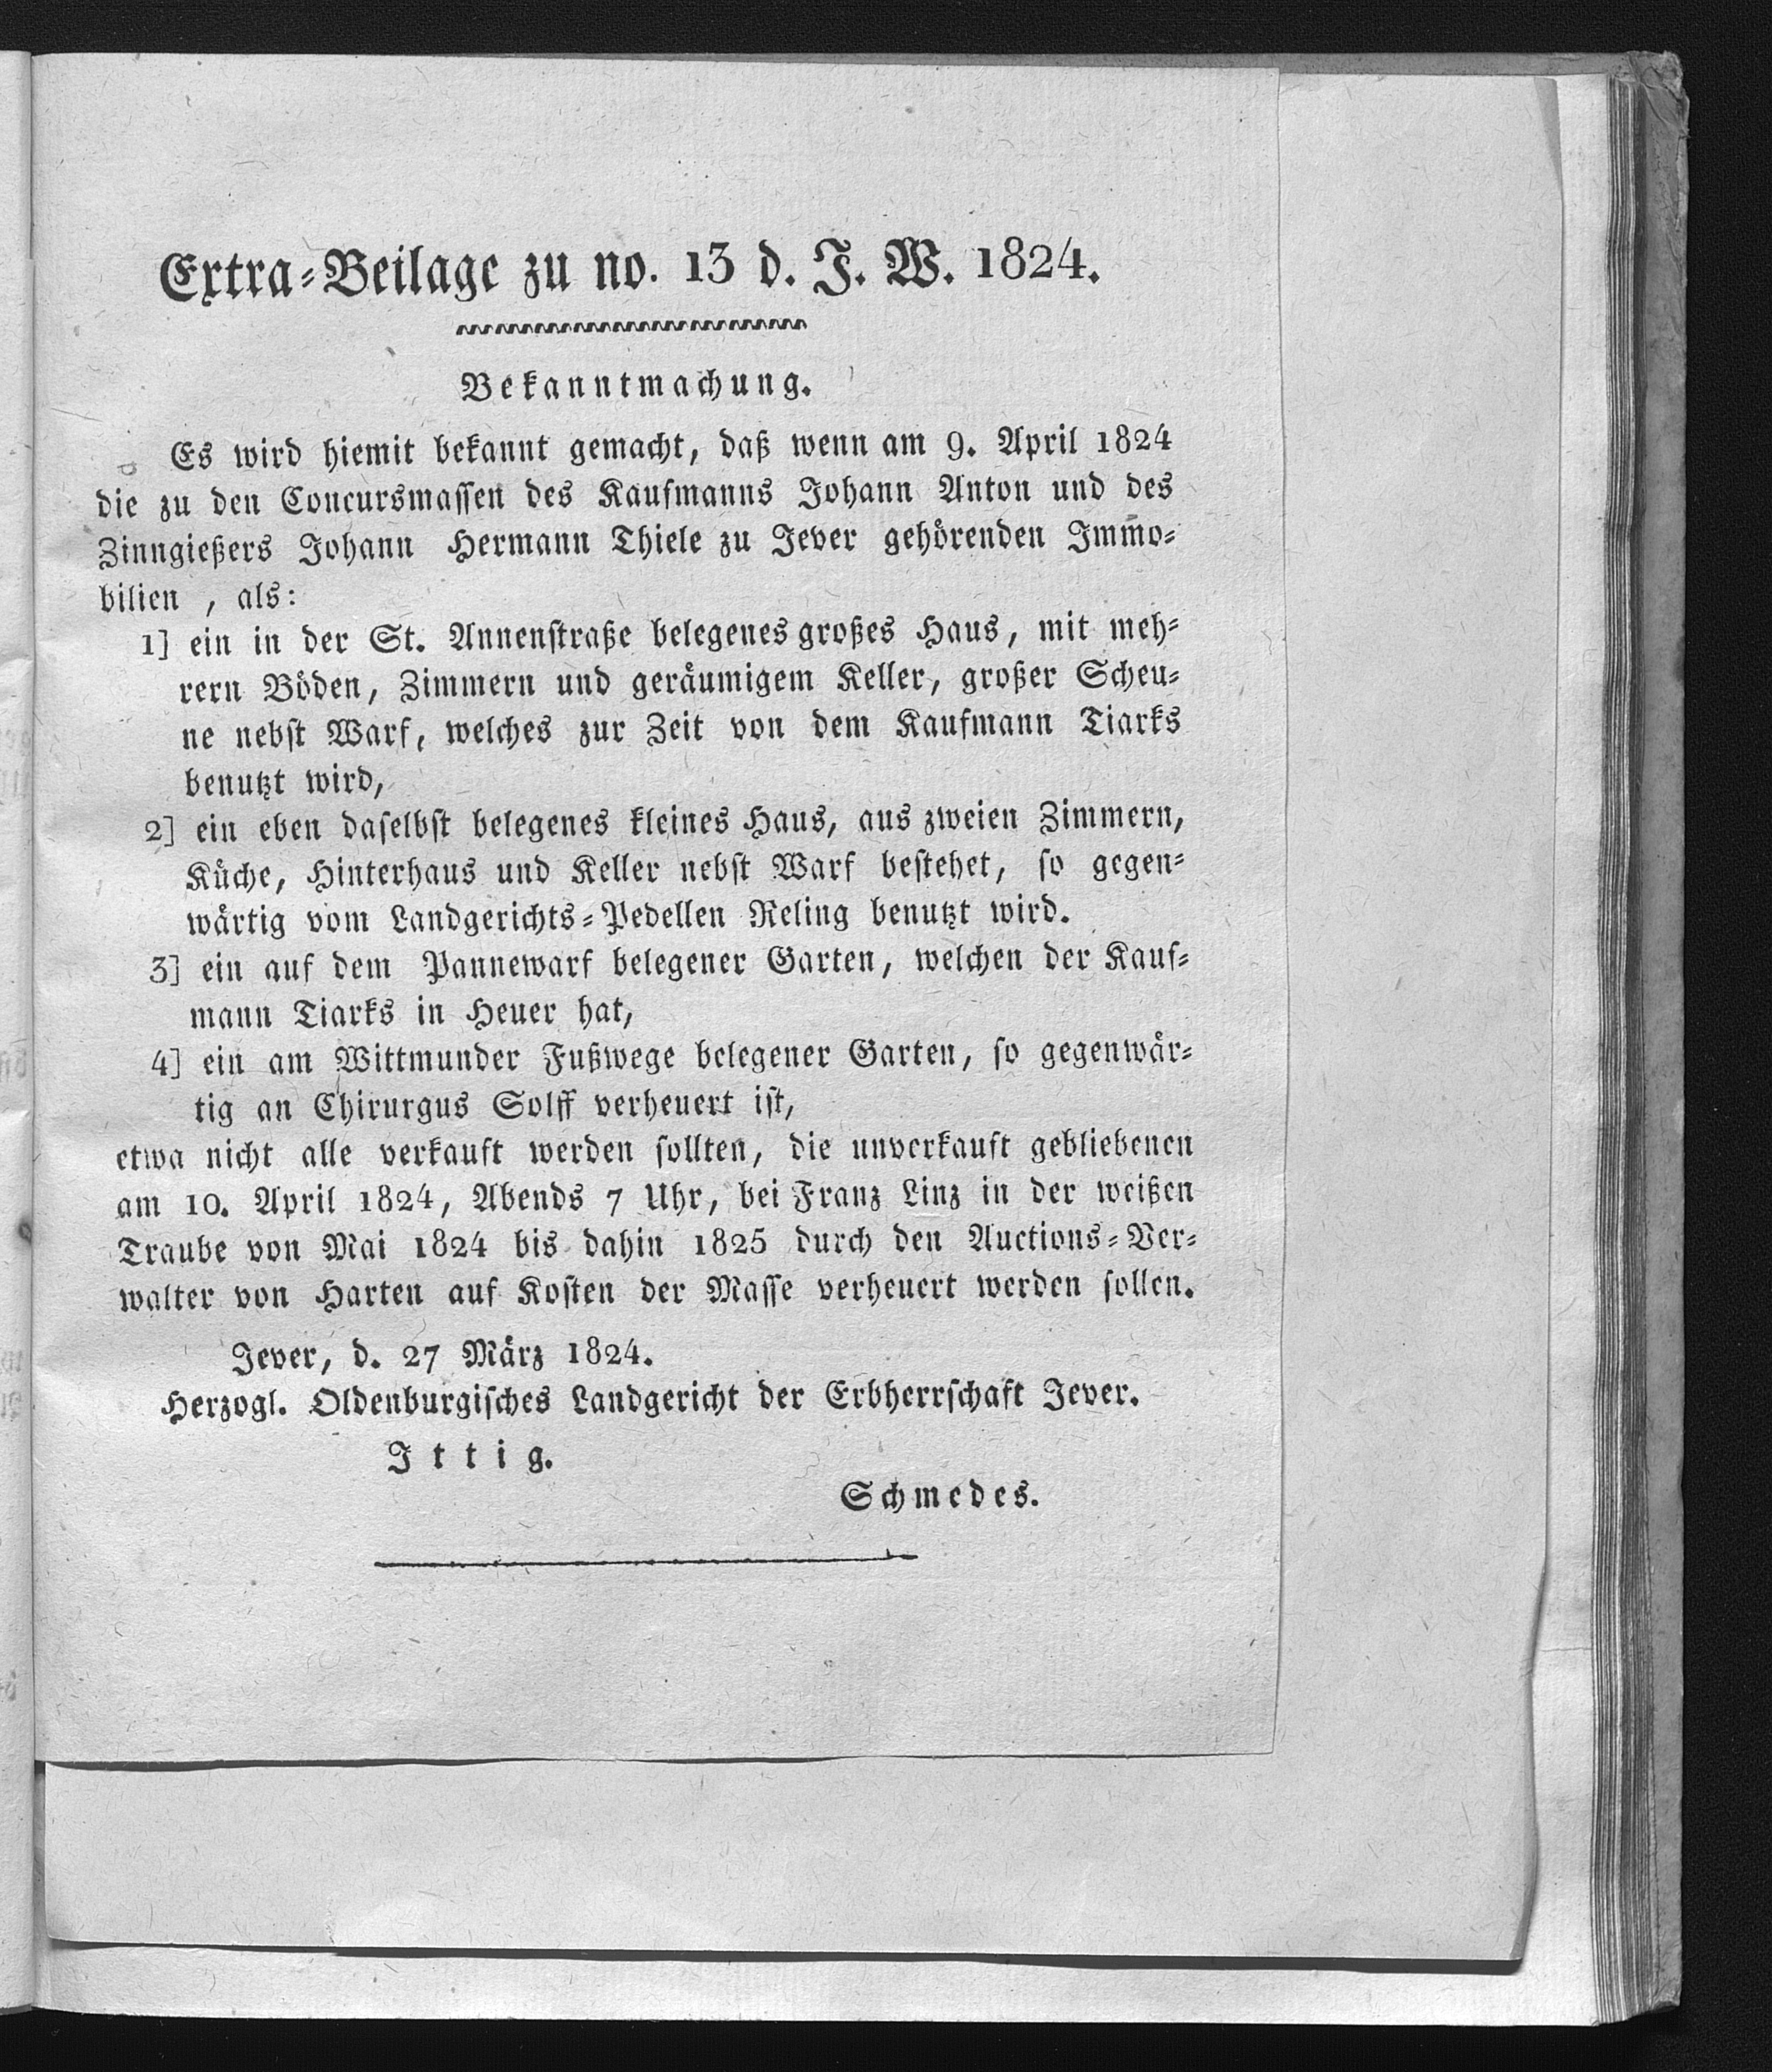 Extra-Beilage zu no. 13 d. J. W. 1824.
Bekanntmachung.
Es wird hiemit bekannt gemacht, daß wenn am 9. April 1824
die zu den Concursmassen des Kaufmanns Johann Anton und des
Zinngießers Johann Hermann Thiele zu Jever gehörenden Immo-
bilien , als:
1] ein in der St. Annenstraße belegenes großes Haus, mit meh-
rern Böden, Zimmern und geräumigem Keller, großer Scheu-
ne nebst Warf, welches zur Zeit von dem Kaufmann Tiarks
benutzt wird,
2] ein eben daselbst belegenes kleines Haus, aus zweien Zimmern,
Küche, Hinterhaus und Keller nebst Warf bestehet, so gegen-
wärtig vom Landgerichts-Pedellen Reling benutzt wird.
3] ein auf dem Pannewarf belegener Garten, welchen der Kauf-
mann Tiarks in Heuer hat,
4] ein am Wittmunder Fußwege belegener Garten, so gegenwär-
tig an Chirurgus Solff verheuert ist,
etwa nicht alle verkauft werden sollten, die unverkauft gebliebenen
am 10. April 1824, Abends 7 Uhr, bei Franz Linz in der weißen
Traube von Mai 1824 bis dahin 1825 durch den Auctions-Ver-
walter von Harten auf Kosten der Masse verheuert werden sollen.
Jever, d. 27 März 1824.
Herzogl. Oldenburgisches Landgericht der Erbherrschaft Jever.
Ittig.
Schmedes.